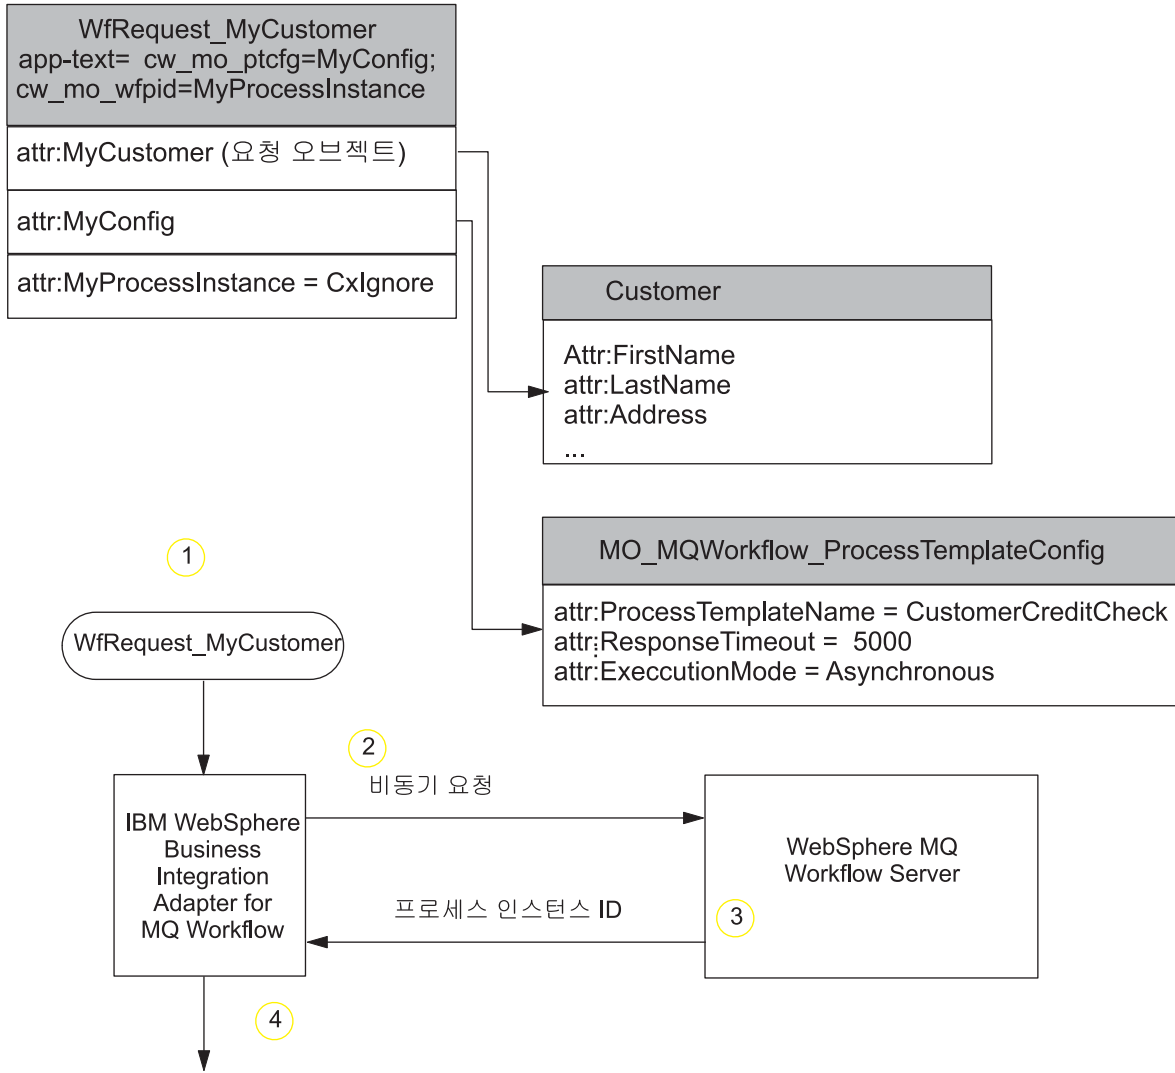 WfRequest_MyCustomer
app-text= cw_mo_ptcfg=MyConfig;
cw_mo_wfpid=MyProcessInstance
attr:MyCustomer (요청 오브젝트)
attr:MyConfig
attr:MyProcessInstance = CxIgnore
Customer
Attr:FirstName
attr:LastName
attr:Address
...
MO_MQWorkflow_ProcessTemplateConfig
attr:ProcessTemplateName = CustomerCreditCheck
attr:ResponseTimeout = 5000
attr:ExeccutionMode = Asynchronous
1
WfRequest_MyCustomer
2
비동기 요청
IBM WebSphere
Business
Integration
Adapter for
MQ Workflow
WebSphere MQ
Workflow Server
프로세스 인스턴스 ID
3
4